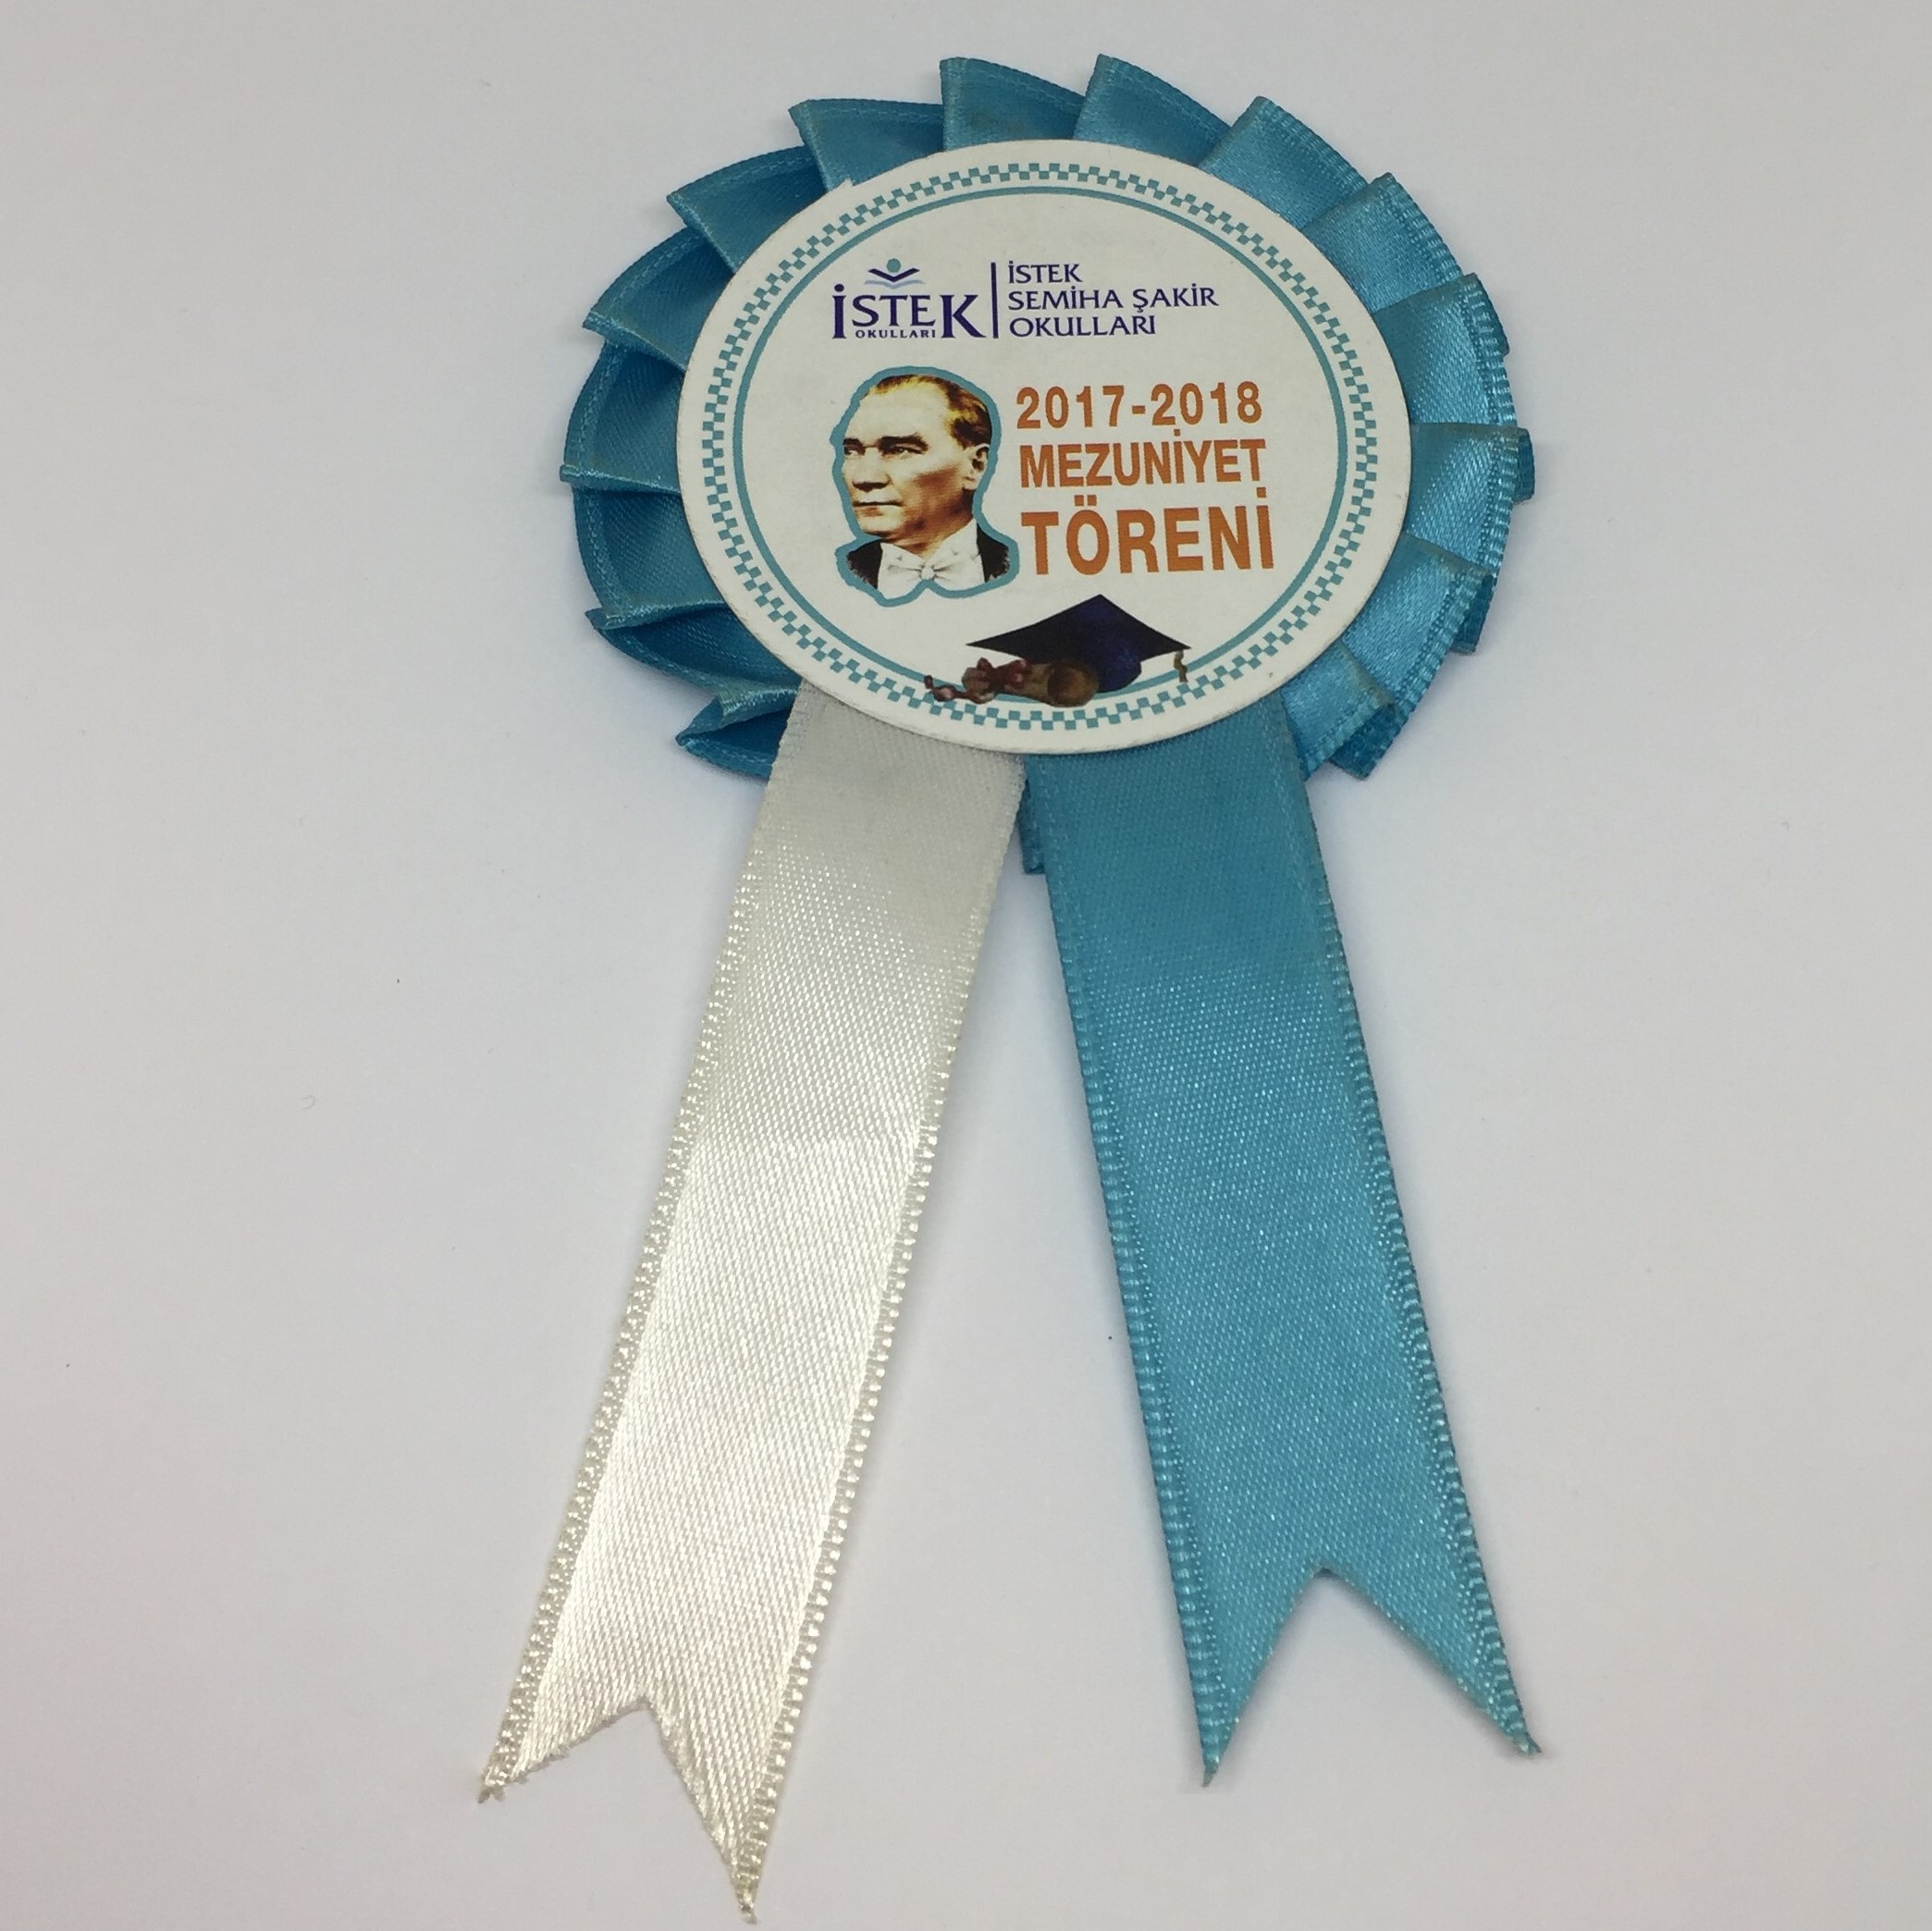 İSTEK
OKULLARI
İSTEK
SEMİHA ŞAKİR
OKULLARI
2017-2018
MEZUNİYET
TÖRENİ